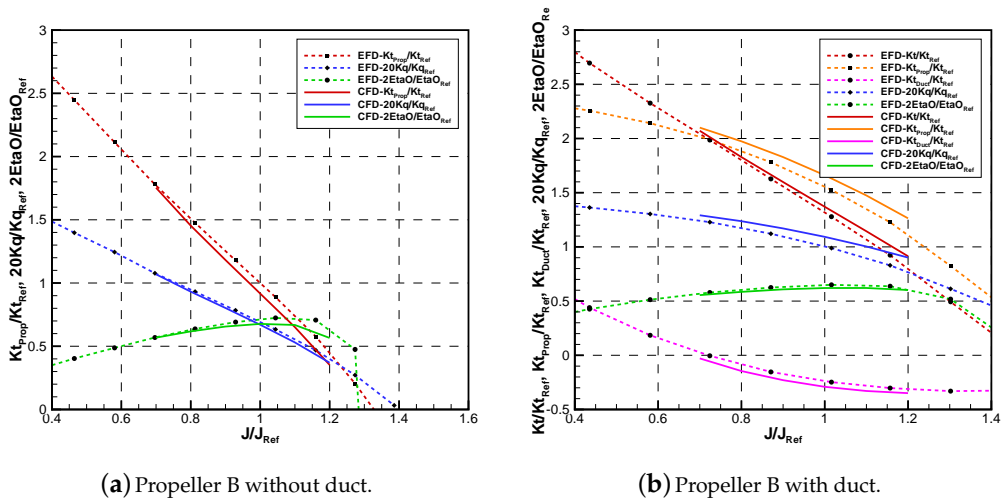 3
2.5
2
1.5
1
0.5
0
0.4 0.6 0.8 1 1.2 1.4 1.6
Kt_Prop/Kt_Ref, 20Kq/Kq_Ref, 2EtaO/EtaO_Ref
J/J_Ref
EFD-Kt_Prop/Kt_Ref
EFD-20Kq/Kq_Ref
EFD-2EtaO/EtaO_Ref
CFD-Kt_Prop/Kt_Ref
CFD-20Kq/Kq_Ref
CFD-2EtaO/EtaO_Ref
(a) Propeller B without duct.
3
2.5
2
1.5
1
0.5
0
-0.5
0.4 0.6 0.8 1 1.2 1.4
Kt/Kt_Ref, Kt_Prop/Kt_Ref, Kt_Duct/Kt_Ref, 20Kq/Kq_Ref, 2EtaO/EtaO_Re
J/J_Ref
EFD-Kt/Kt_Ref
EFD-Kt_Prop/Kt_Ref
EFD-Kt_Duct/Kt_Ref
EFD-20Kq/Kq_Ref
EFD-2EtaO/EtaO_Ref
CFD-Kt/Kt_Ref
CFD-Kt_Prop/Kt_Ref
CFD-Kt_Duct/Kt_Ref
CFD-20Kq/Kq_Ref
CFD-2EtaO/EtaO_Ref
(b) Propeller B with duct.